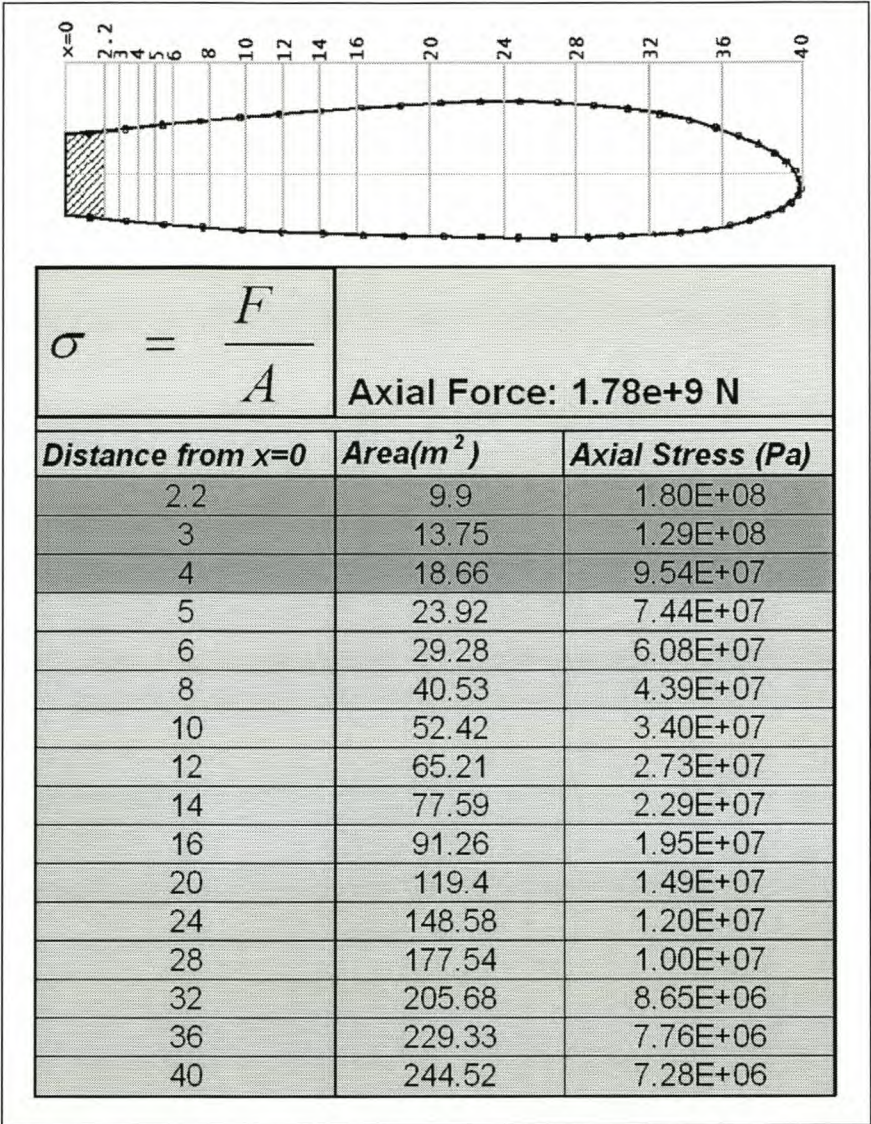 x=0 2.2 3 4 5 6 8 10 12 14 16 20 24 28 32 36 40
σ = F
A
Axial Force: 1.78e+9 N
Distance from x=0 Area(m²) Axial Stress (Pa)
2.2 9.9 1.80E+08
3 13.75 1.29E+08
4 18.66 9.54E+07
5 23.92 7.44E+07
6 29.28 6.08E+07
8 40.53 4.39E+07
10 52.42 3.40E+07
12 65.21 2.73E+07
14 77.59 2.29E+07
16 91.26 1.95E+07
20 119.4 1.49E+07
24 148.58 1.20E+07
28 177.54 1.00E+07
32 205.68 8.65E+06
36 229.33 7.76E+06
40 244.52 7.28E+06